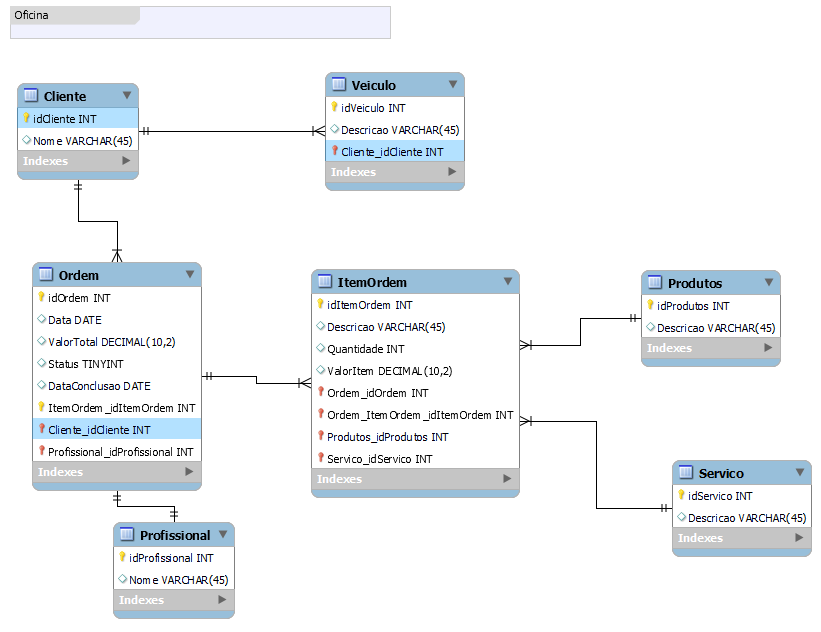 Oficina
Cliente
idCliente INT
Nome VARCHAR(45)
Indexes
Veiculo
idVeiculo INT
Descricao VARCHAR(45)
Cliente_idCliente INT
Indexes
Ordem
idOrdem INT
Data DATE
ValorTotal DECIMAL(10,2)
Status TINYINT
DataConclusao DATE
ItemOrdem_idItemOrdem INT
Cliente_idCliente INT
Profissional_idProfissional INT
Indexes
ItemOrdem
idItemOrdem INT
Descricao VARCHAR(45)
Quantidade INT
ValorItem DECIMAL(10,2)
Ordem_idOrdem INT
Ordem_ItemOrdem_idItemOrdem INT
Produtos_idProdutos INT
Servico_idServico INT
Indexes
Produtos
idProdutos INT
Descricao VARCHAR(45)
Indexes
Servico
idServico INT
Descricao VARCHAR(45)
Indexes
Profissional
idProfissional INT
Nome VARCHAR(45)
Indexes